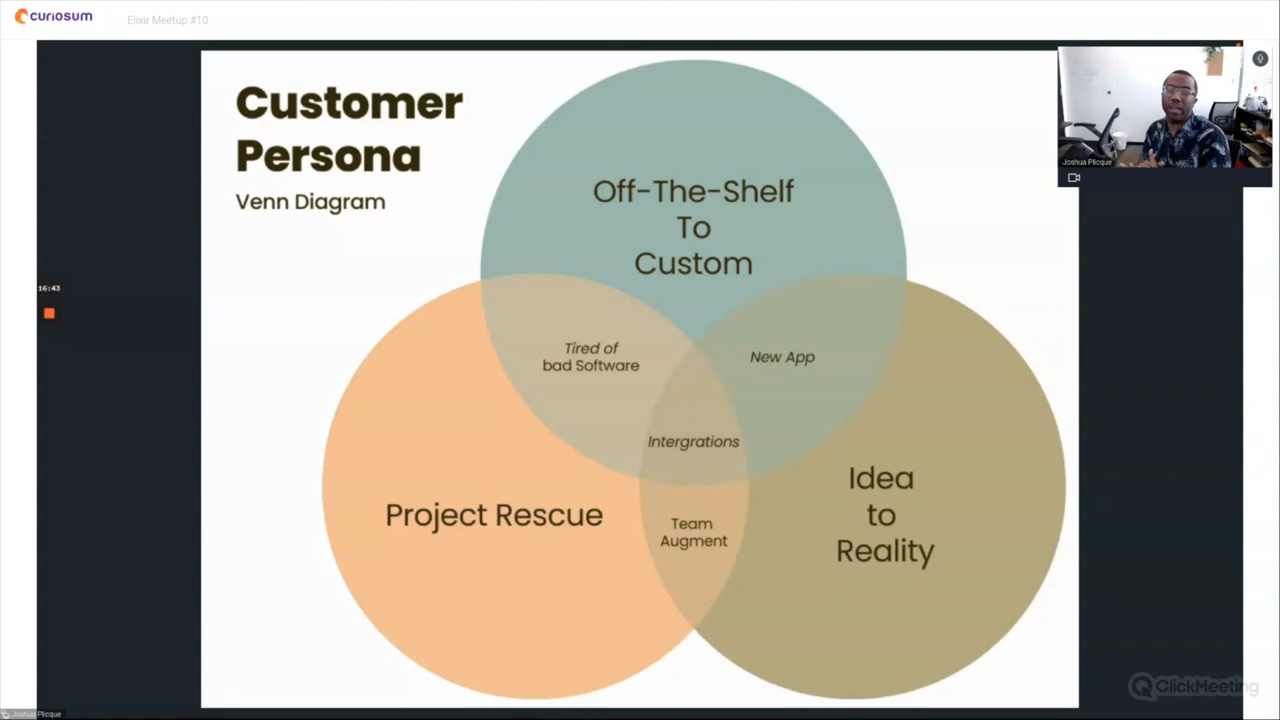 curiosum
Elixir Meetup #10
Customer
Persona
Venn Diagram
Off-The-Shelf
To
Custom
Joshua Plicque
16:43
Tired of
bad Software
New App
Intergrations
Project Rescue
Idea
to
Reality
Team
Augment
ClickMeeting
Joshua Plicque